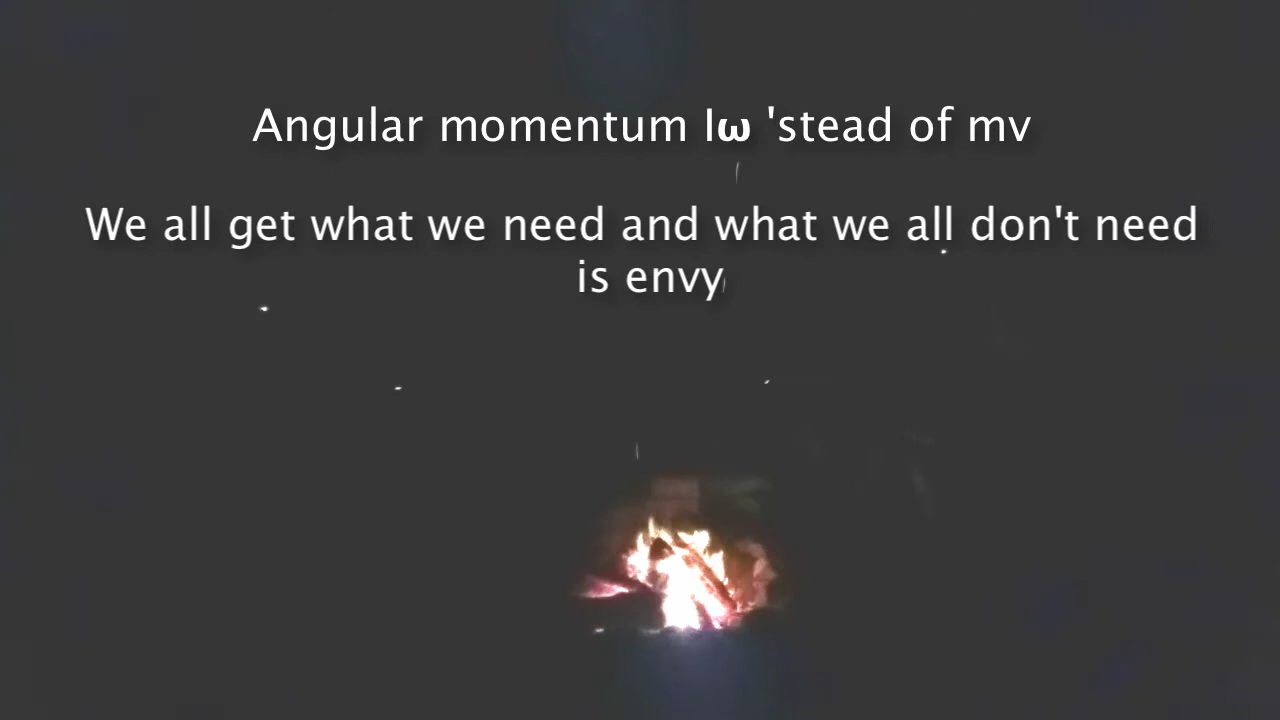 Angular momentum Iω 'stead of mv
We all get what we need and what we all don't need
is envy